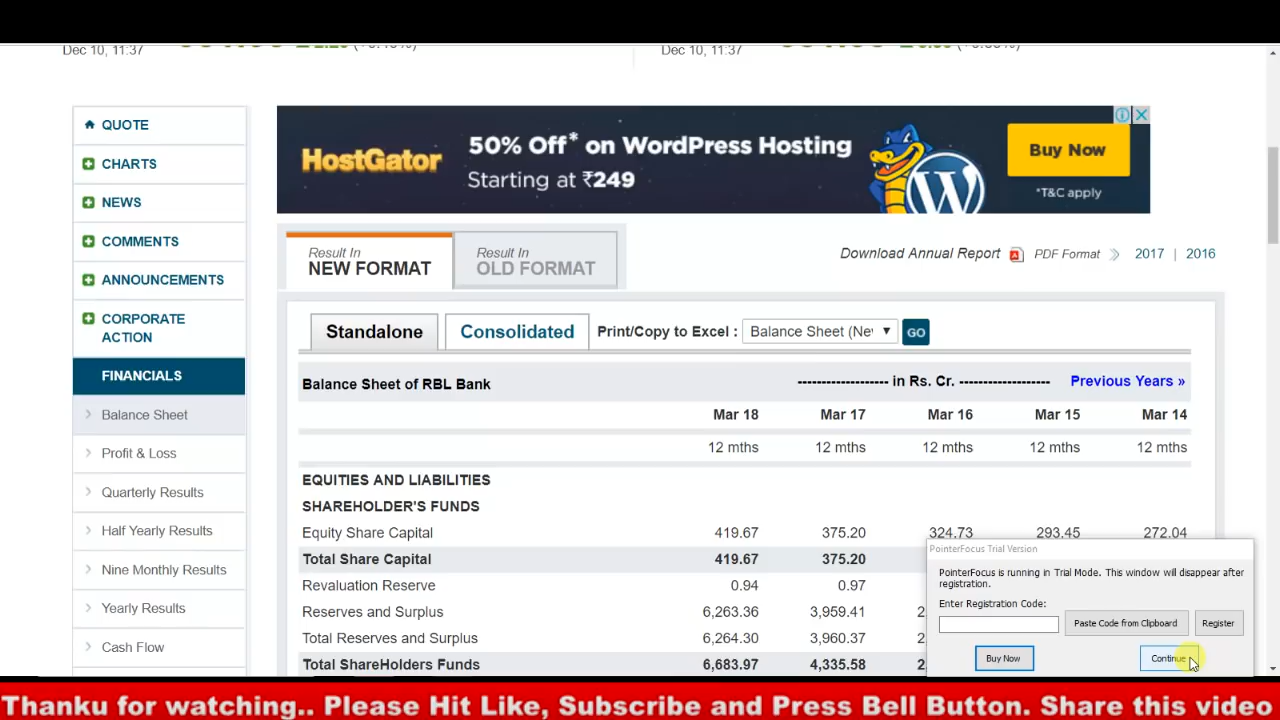 Dec 10, 11:37
Dec 10, 11:37
QUOTE
CHARTS
NEWS
COMMENTS
ANNOUNCEMENTS
CORPORATE
ACTION
FINANCIALS
Balance Sheet
Profit & Loss
Quarterly Results
Half Yearly Results
Nine Monthly Results
Yearly Results
Cash Flow
HostGator
50% Off* on WordPress Hosting
Starting at ₹249
Buy Now
*T&C apply
Result In
NEW FORMAT
Result In
OLD FORMAT
Download Annual Report PDF Format 2017 | 2016
Standalone Consolidated Print/Copy to Excel : Balance Sheet (Nev GO
Balance Sheet of RBL Bank ------------------- in Rs. Cr. ------------------- Previous Years »
Mar 18 Mar 17 Mar 16 Mar 15 Mar 14
12 mths 12 mths 12 mths 12 mths 12 mths
EQUITIES AND LIABILITIES
SHAREHOLDER'S FUNDS
Equity Share Capital 419.67 375.20 324.73 293.45 272.04
Total Share Capital 419.67 375.20
Revaluation Reserve 0.94 0.97
Reserves and Surplus 6,263.36 3,959.41
Total Reserves and Surplus 6,264.30 3,960.37
Total ShareHolders Funds 6,683.97 4,335.58
PointerFocus Trial Version
PointerFocus is running in Trial Mode. This window will disappear after
registration.
Enter Registration Code:
Paste Code from Clipboard Register
Buy Now Continue
Thanku for watching.. Please Hit Like, Subscribe and Press Bell Button. Share this video